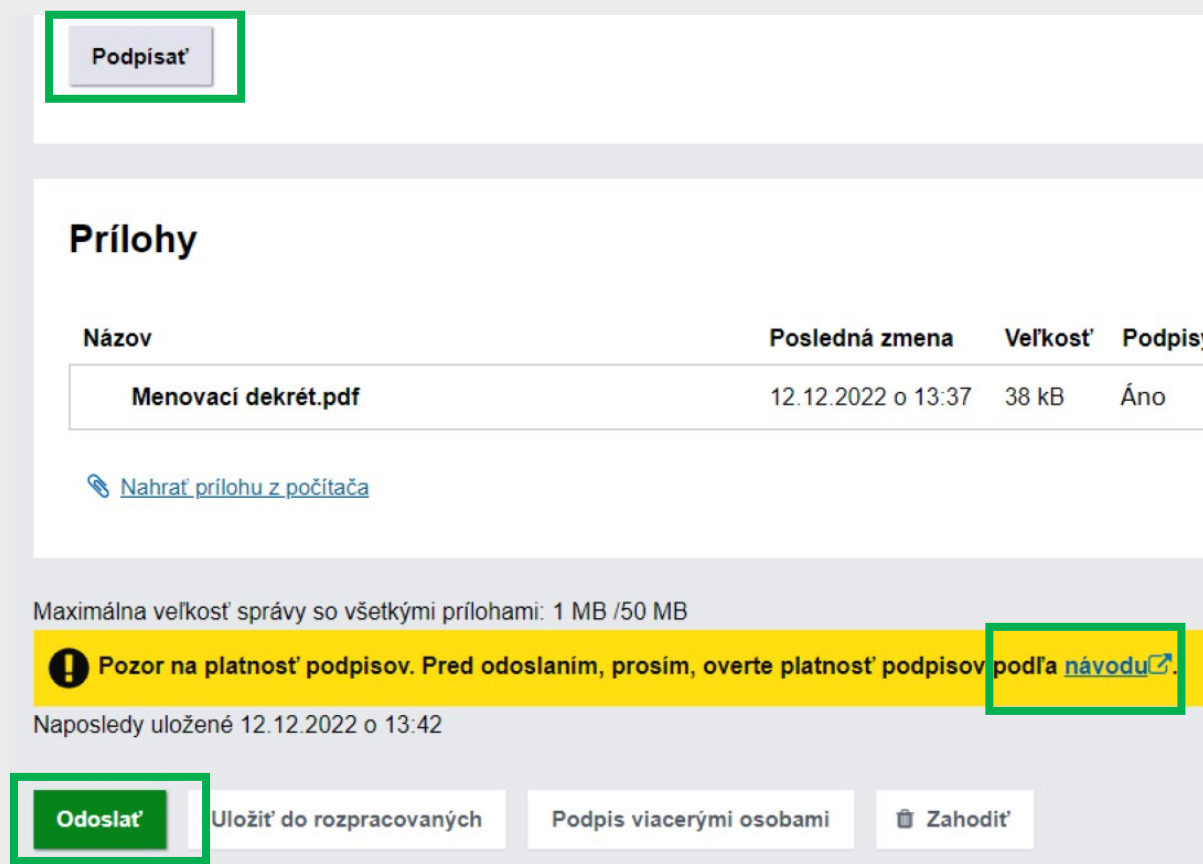 Podpísať
Prílohy
Názov Posledná zmena Veľkosť Podpisy
Menovací dekrét.pdf 12.12.2022 o 13:37 38 kB Áno
Nahrať prílohu z počítača
Maximálna veľkosť správy so všetkými prílohami: 1 MB /50 MB
Pozor na platnosť podpisov. Pred odoslaním, prosím, overte platnosť podpisov podľa návodu.
Naposledy uložené 12.12.2022 o 13:42
Odoslať Uložiť do rozpracovaných Podpis viacerými osobami Zahodiť